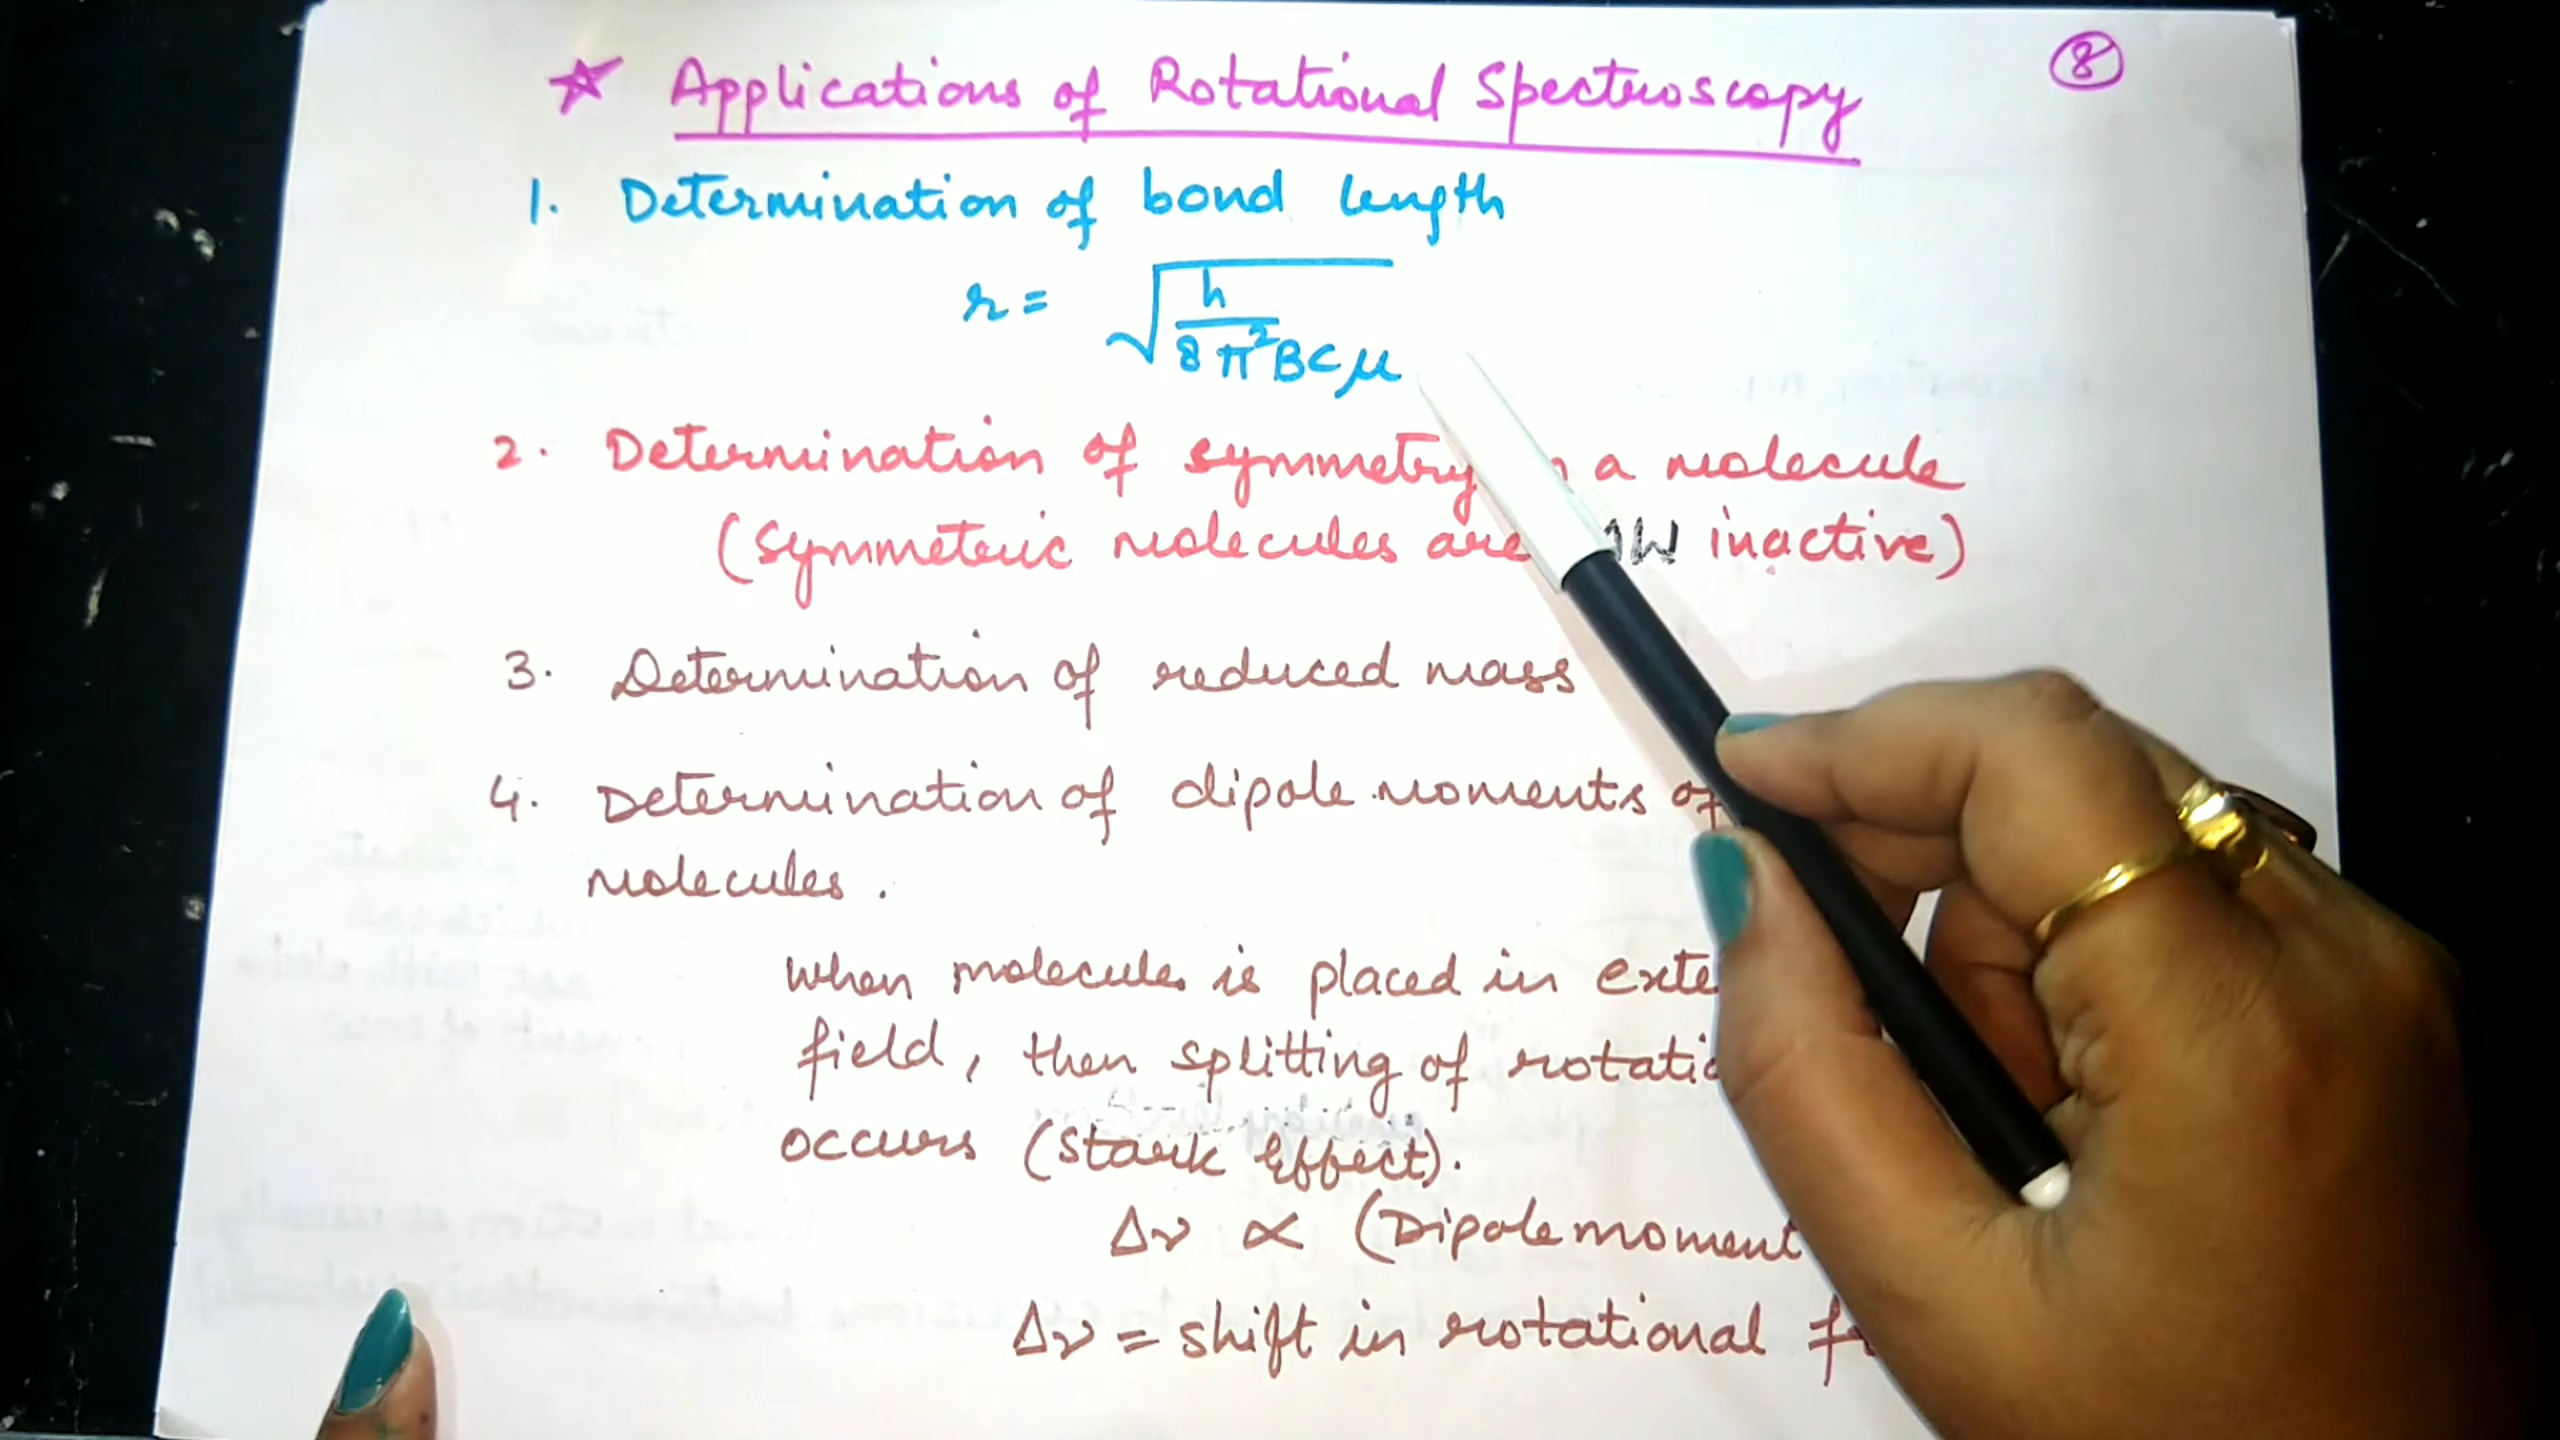 ☆ Applications of Rotational Spectroscopy
8
1. Determination of bond length
r = √(h / 8π²BCμ)
2. Determination of symmetry a molecule
(Symmetric molecules are MW inactive)
3. Determination of reduced mass
4. Determination of dipole moments of
molecules.
When molecule is placed in exte
field, then splitting of rotatio
occurs (Stark Effect).
Δν ∝ (Dipole moment
Δν = shift in rotational f